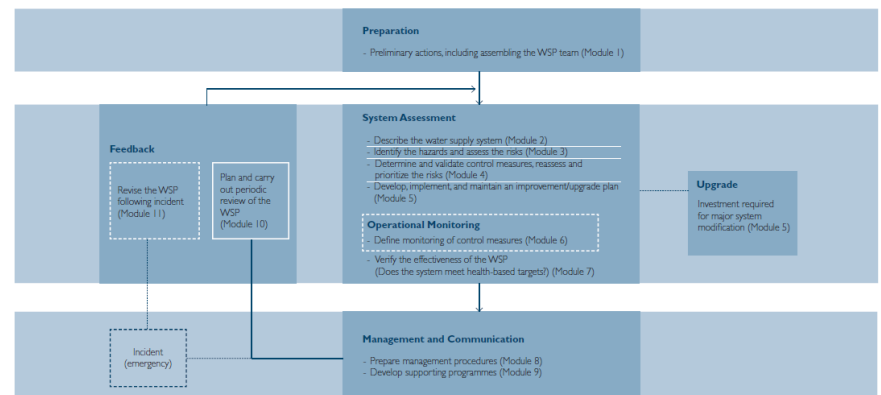 Preparation
- Preliminary actions, including assembling the WSP team (Module 1)
System Assessment
- Describe the water supply system (Module 2)
- Identify the hazards and assess the risks (Module 3)
- Determine and validate control measures, reassess and
prioritize the risks (Module 4)
- Develop, implement, and maintain an improvement/upgrade plan
(Module 5)
Operational Monitoring
- Define monitoring of control measures (Module 6)
- Verify the effectiveness of the WSP
(Does the system meet health-based targets?) (Module 7)
Feedback
Revise the WSP
following incident
(Module 11)
Plan and carry
out periodic
review of the
WSP
(Module 10)
Upgrade
Investment required
for major system
modification (Module 5)
Incident
(emergency)
Management and Communication
- Prepare management procedures (Module 8)
- Develop supporting programmes (Module 9)